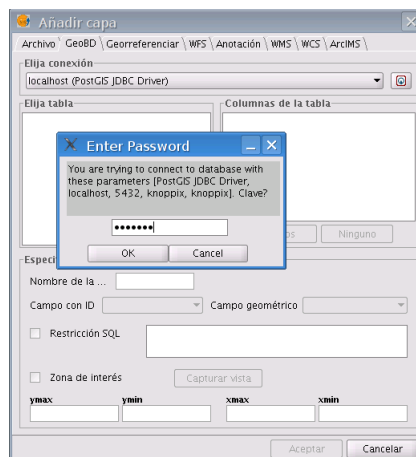 Añadir capa
Archivo GeoBD Georreferenciar WFS Anotación WMS WCS ArcIMS
Elija conexión
localhost (PostGIS JDBC Driver)
Elija tabla
Columnas de la tabla
Enter Password
You are trying to connect to database with
these parameters [PostGIS JDBC Driver,
localhost, 5432, knoppix, knoppix]. Clave?
•••••••
OK Cancel
Ninguno
Nombre de la ...
Campo con ID Campo geométrico
Restricción SQL
Zona de interés Capturar vista
ymax ymin xmax xmin
Aceptar Cancelar